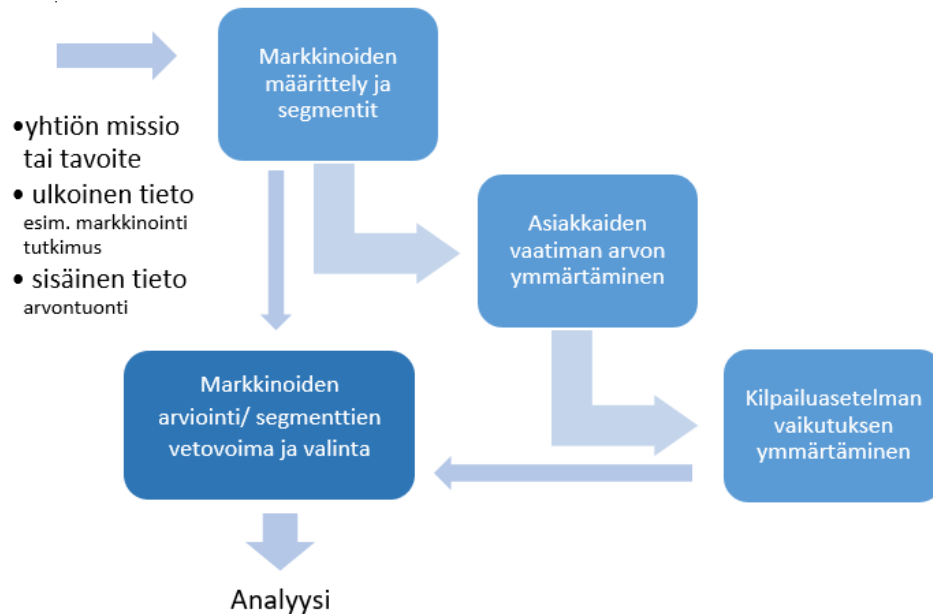 Markkinoiden
määrittely ja
segmentit
•yhtiön missio
tai tavoite
• ulkoinen tieto
esim. markkinointi
tutkimus
• sisäinen tieto
arvontuonti
Asiakkaiden
vaatiman arvon
ymmärtäminen
Markkinoiden
arviointi/ segmenttien
vetovoima ja valinta
Kilpailuasetelman
vaikutuksen
ymmärtäminen
Analyysi